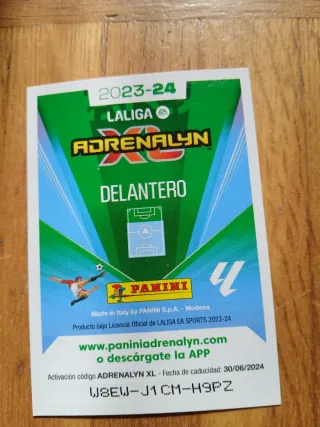 2023-24
LALIGA EA SPORTS
ADRENALYN
XL
DELANTERO
PANINI
Made in Italy by PANINI S.p.A. - Modena
Producto bajo Licencia Oficial de LALIGA EA SPORTS 2023-24
www.paniniadrenalyn.com
o descárgate la APP
Activación código ADRENALYN XL - Fecha de caducidad: 30/06/2024
W8EW-J1CM-H9PZ